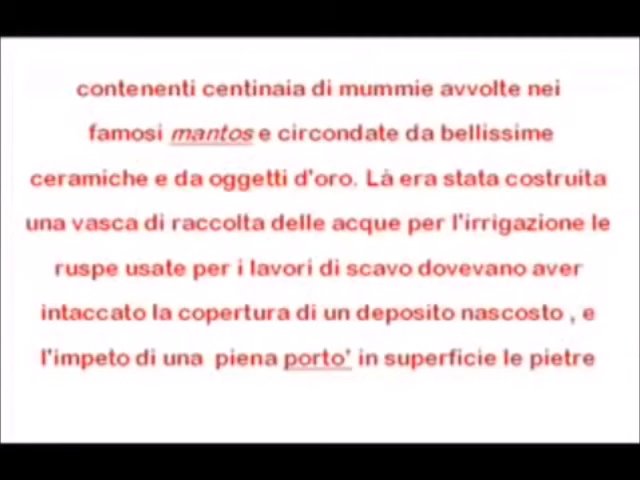 contenenti centinaia di mummie avvolte nei
famosi mantos e circondate da bellissime
ceramiche e da oggetti d'oro. Là era stata costruita
una vasca di raccolta delle acque per l'irrigazione le
ruspe usate per i lavori di scavo dovevano aver
intaccato la copertura di un deposito nascosto , e
l'impeto di una piena porto' in superficie le pietre